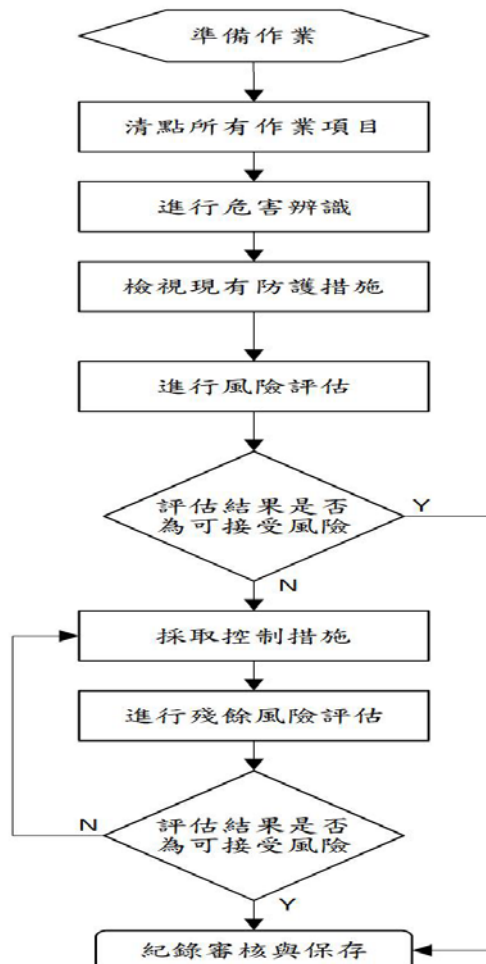 準備作業
清點所有作業項目
進行危害辨識
檢視現有防護措施
進行風險評估
評估結果是否
為可接受風險
Y
N
採取控制措施
進行殘餘風險評估
N
評估結果是否
為可接受風險
Y
紀錄審核與保存